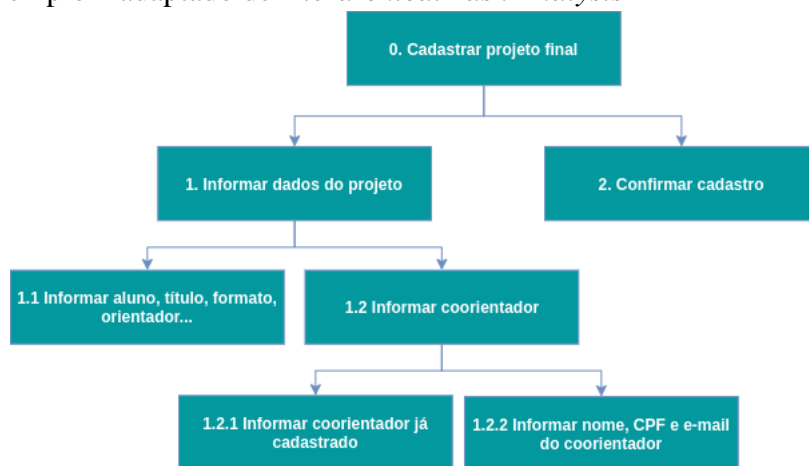 0. Cadastrar projeto final
1. Informar dados do projeto
2. Confirmar cadastro
1.1 Informar aluno, título, formato,
orientador...
1.2 Informar coorientador
1.2.1 Informar coorientador já
cadastrado
1.2.2 Informar nome, CPF e e-mail
do coorientador